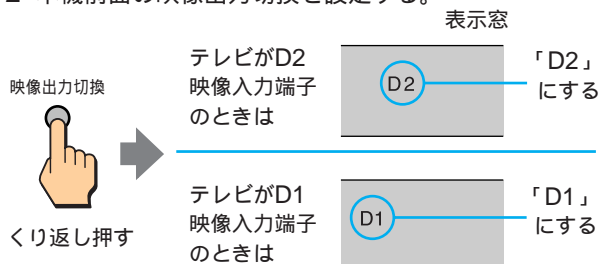 2 本機前面の映像出力切換を設定する。
表示窓
映像出力切換
くり返し押す
テレビがD2
映像入力端子
のときは
D2
「D2」
にする
テレビがD1
映像入力端子
のときは
D1
「D1」
にする